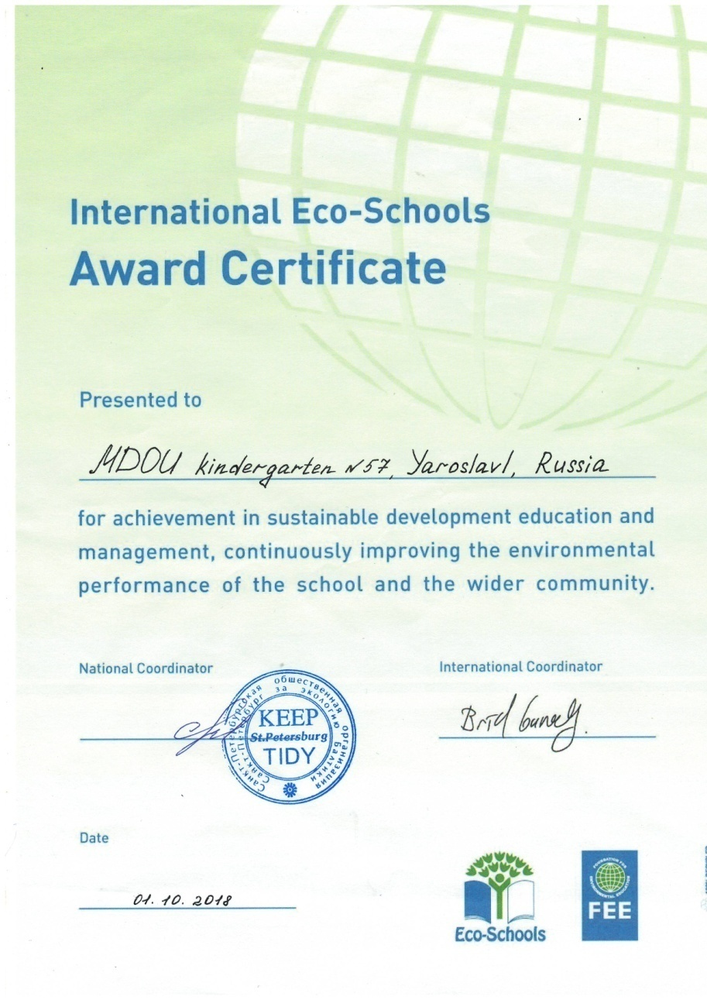 International Eco-Schools
Award Certificate
Presented to
MDOU kindergarten №57, Yaroslavl, Russia
for achievement in sustainable development education and
management, continuously improving the environmental
performance of the school and the wider community.
National Coordinator
International Coordinator
Санкт-Петербургская общественная организация
Санкт-Петербург за экологию Балтики
KEEP
St.Petersburg
TIDY
Date
01.10.2018
Eco-Schools
FOUNDATION FOR
ENVIRONMENTAL EDUCATION
FEE